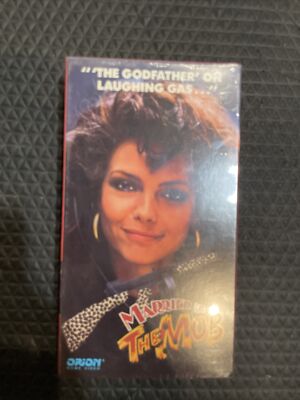 "'THE GODFATHER' ON
LAUGHING GAS..."
MARRIED TO
THE MOB
ORION
HOME VIDEO